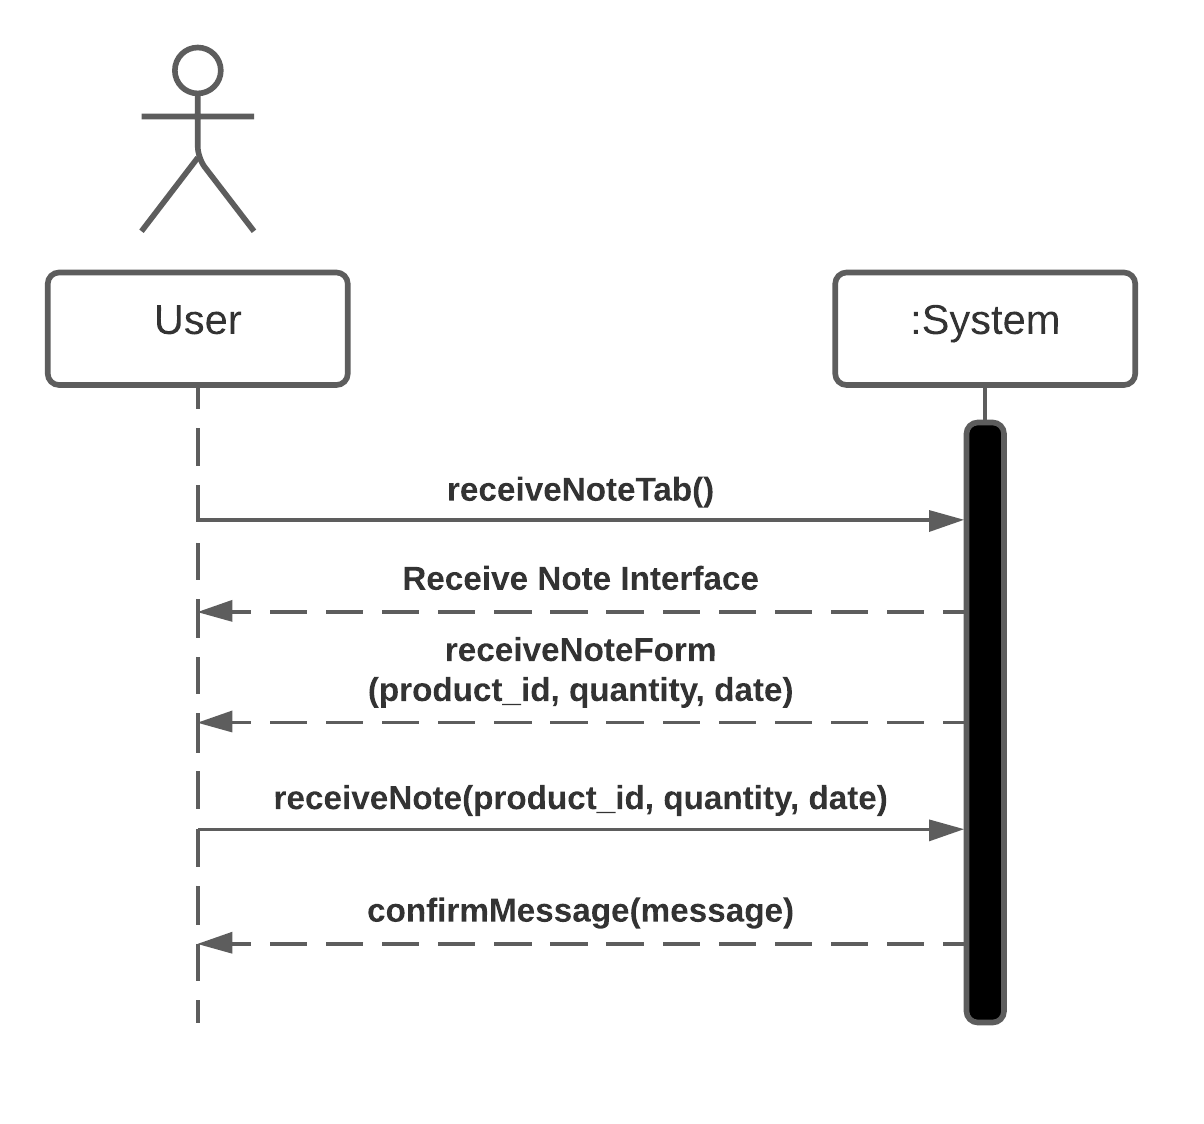 User
:System
receiveNoteTab()
Receive Note Interface
receiveNoteForm
(product_id, quantity, date)
receiveNote(product_id, quantity, date)
confirmMessage(message)